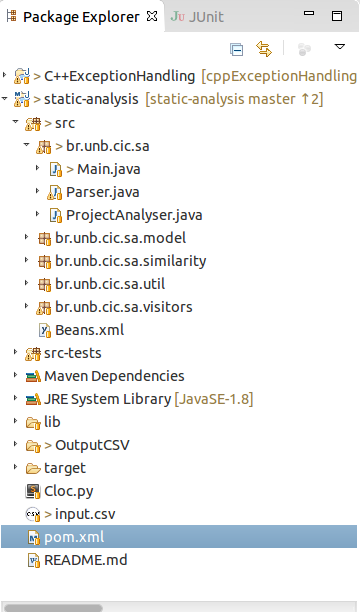 Package Explorer JUnit
> C++ExceptionHandling [cppExceptionHandling
> static-analysis [static-analysis master ↑2]
> src
> br.unb.cic.sa
> Main.java
Parser.java
ProjectAnalyser.java
br.unb.cic.sa.model
br.unb.cic.sa.similarity
br.unb.cic.sa.util
br.unb.cic.sa.visitors
Beans.xml
src-tests
Maven Dependencies
JRE System Library [JavaSE-1.8]
lib
> OutputCSV
target
Cloc.py
> input.csv
pom.xml
README.md